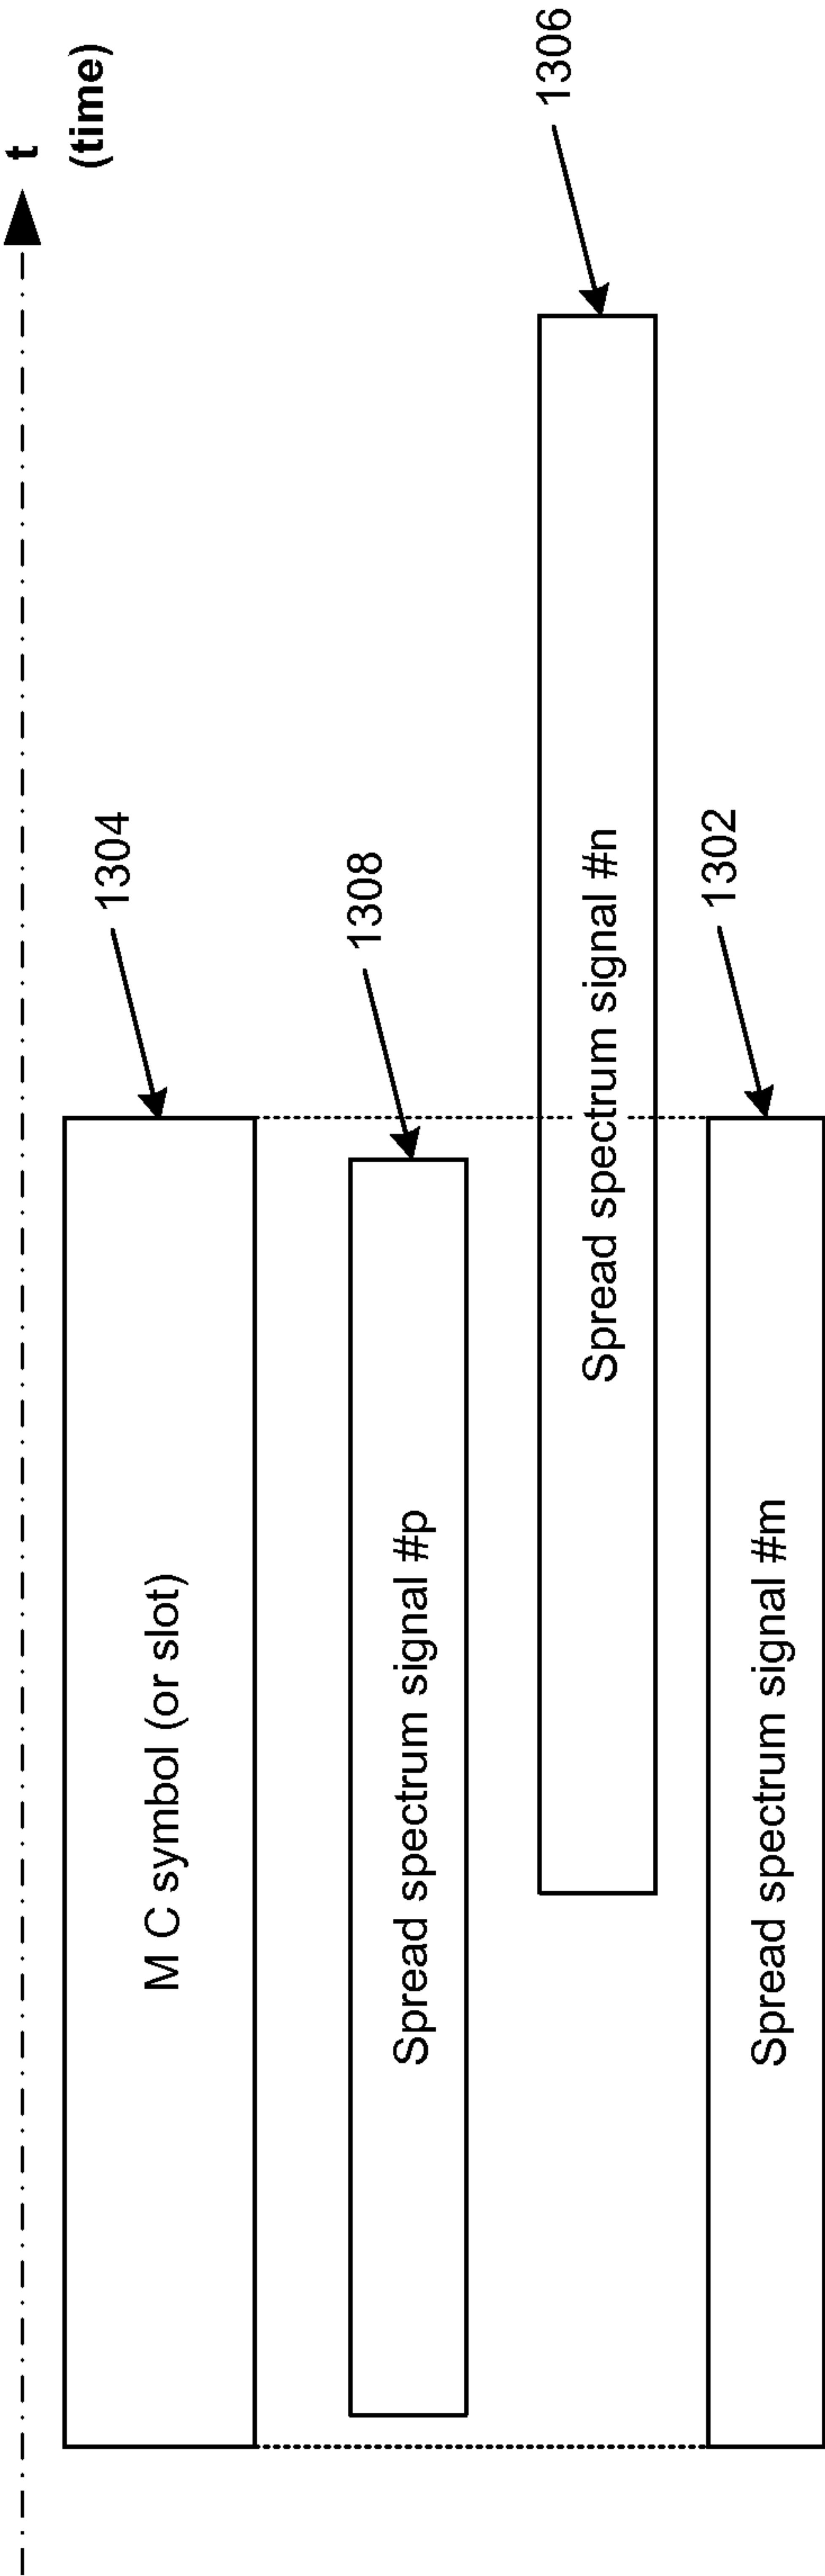 t
(time)
1304
M C symbol (or slot)
1308
Spread spectrum signal #p
1306
Spread spectrum signal #n
1302
Spread spectrum signal #m